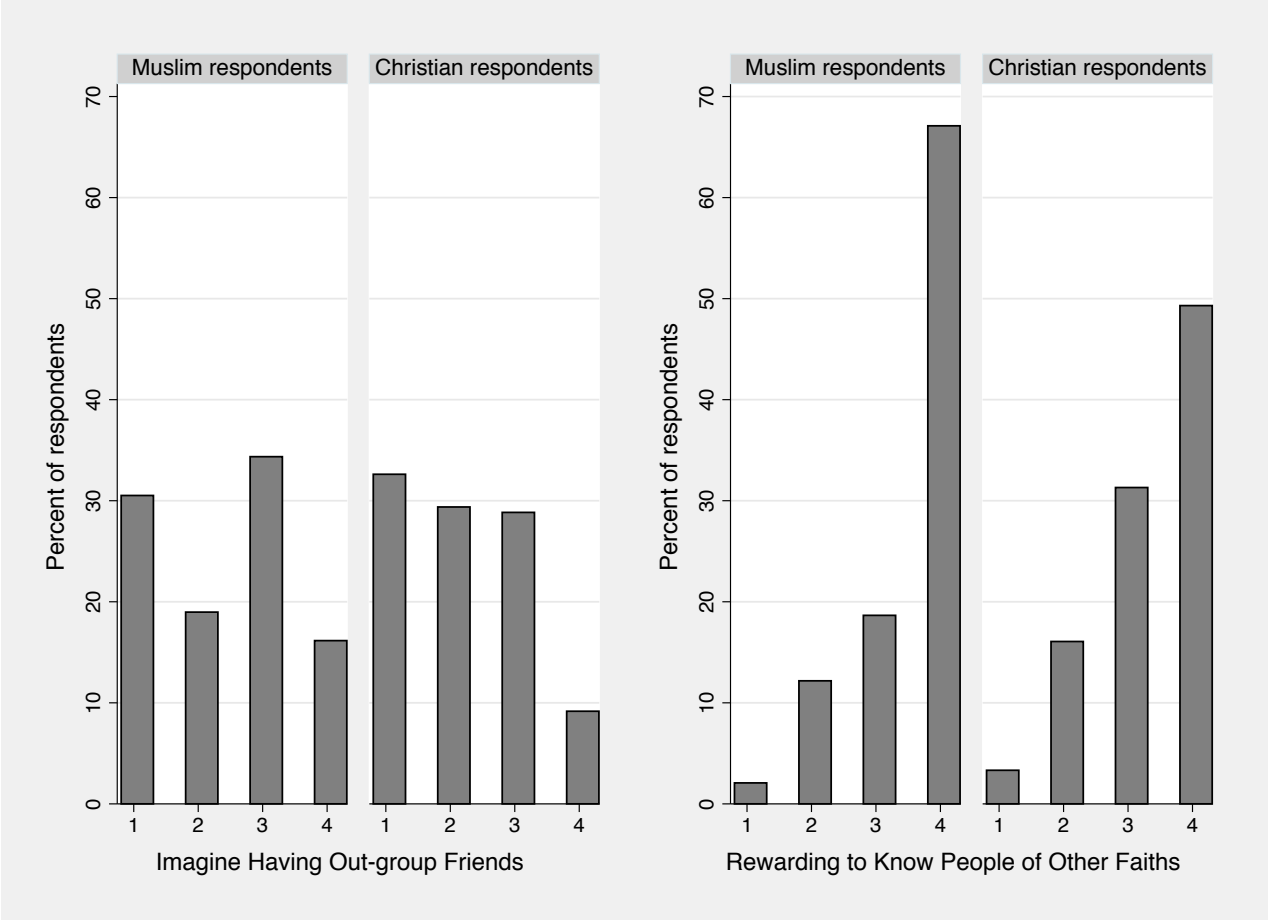 Muslim respondents
Christian respondents
Percent of respondents
70
60
50
40
30
20
10
0
1 2 3 4
1 2 3 4
Imagine Having Out-group Friends
Muslim respondents
Christian respondents
Percent of respondents
70
60
50
40
30
20
10
0
1 2 3 4
1 2 3 4
Rewarding to Know People of Other Faiths